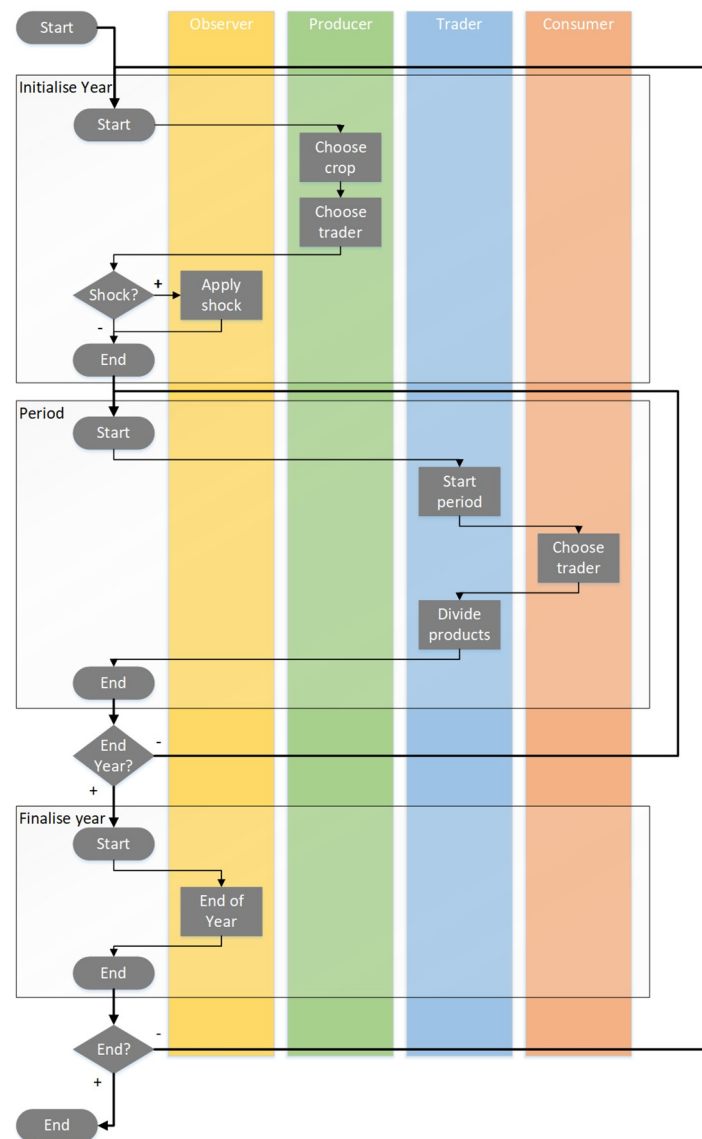 Start
Observer
Producer
Trader
Consumer
Initialise Year
Start
Choose
crop
Choose
trader
Shock?
+
Apply
shock
-
End
Period
Start
Start
period
Choose
trader
Divide
products
End
End
Year?
-
+
Finalise year
Start
End of
Year
End
End?
-
+
End